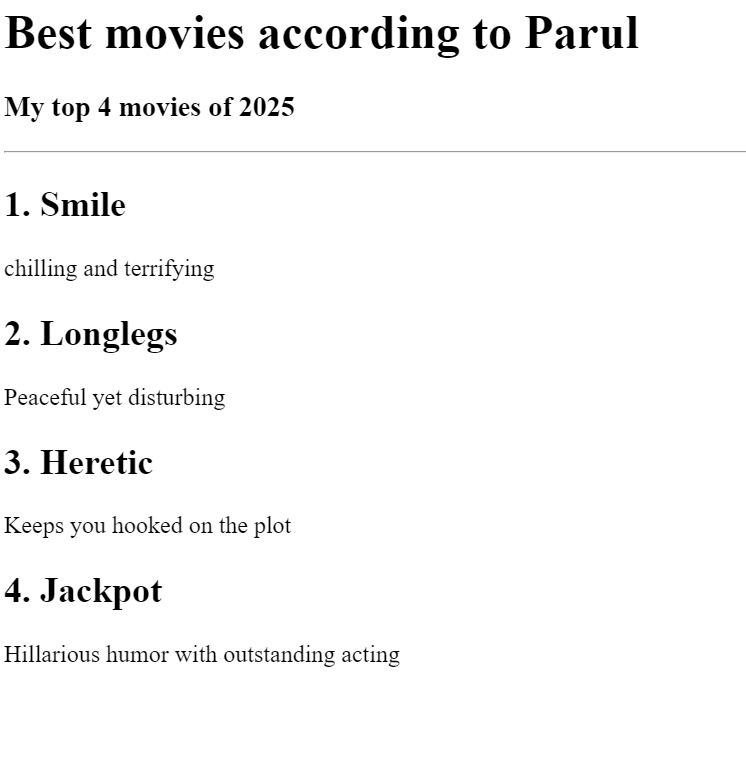 Best movies according to Parul
My top 4 movies of 2025
1. Smile
chilling and terrifying
2. Longlegs
Peaceful yet disturbing
3. Heretic
Keeps you hooked on the plot
4. Jackpot
Hillarious humor with outstanding acting